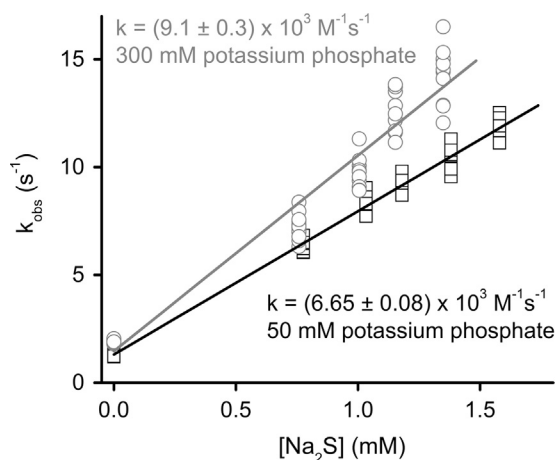 k = (9.1 ± 0.3) x 10³ M⁻¹s⁻¹
300 mM potassium phosphate
15
10
5
0
k_obs (s⁻¹)
k = (6.65 ± 0.08) x 10³ M⁻¹s⁻¹
50 mM potassium phosphate
0.0 0.5 1.0 1.5
[Na₂S] (mM)